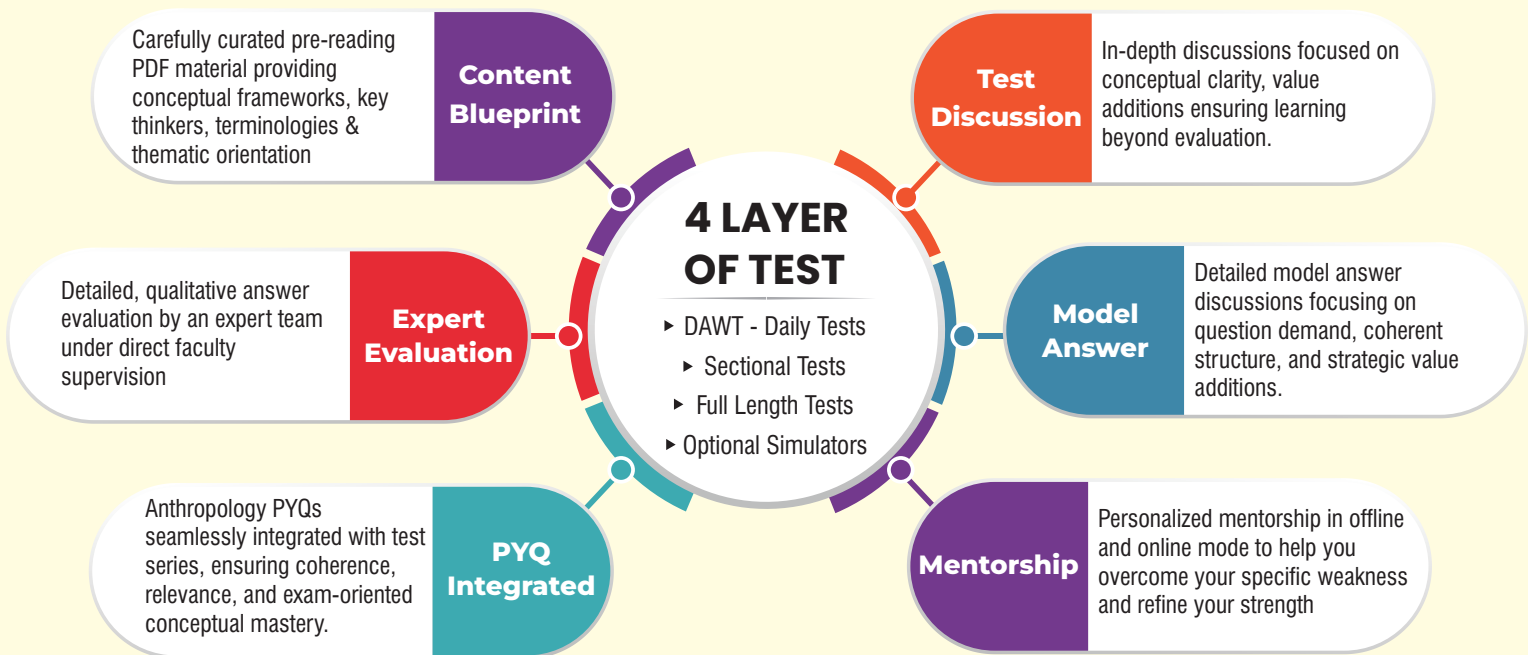 Carefully curated pre-reading
PDF material providing
conceptual frameworks, key
thinkers, terminologies &
thematic orientation
Content
Blueprint
Detailed, qualitative answer
evaluation by an expert team
under direct faculty
supervision
Expert
Evaluation
Anthropology PYQs
seamlessly integrated with test
series, ensuring coherence,
relevance, and exam-oriented
conceptual mastery.
PYQ
Integrated
4 LAYER
OF TEST
▸ DAWT - Daily Tests
▸ Sectional Tests
▸ Full Length Tests
▸ Optional Simulators
Test
Discussion
In-depth discussions focused on
conceptual clarity, value
additions ensuring learning
beyond evaluation.
Model
Answer
Detailed model answer
discussions focusing on
question demand, coherent
structure, and strategic value
additions.
Mentorship
Personalized mentorship in offline
and online mode to help you
overcome your specific weakness
and refine your strength